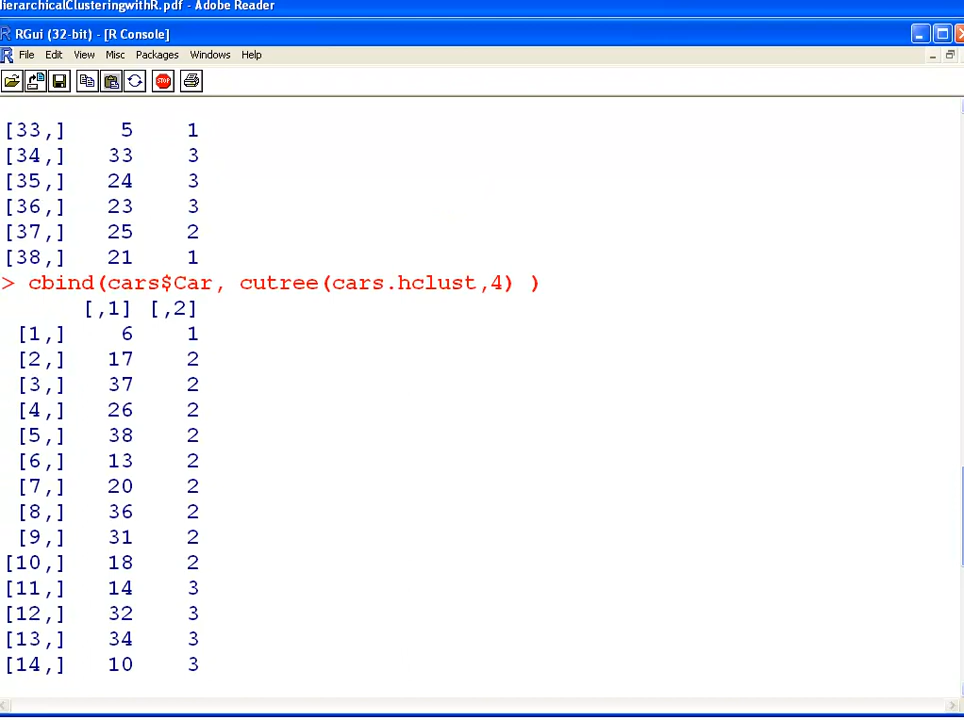 ierarchicalClusteringwithR.pdf - Adobe Reader
RGui (32-bit) - [R Console]
File Edit View Misc Packages Windows Help
STOP
[33,] 5 1
[34,] 33 3
[35,] 24 3
[36,] 23 3
[37,] 25 2
[38,] 21 1
> cbind(cars$Car, cutree(cars.hclust,4) )
[,1] [,2]
[1,] 6 1
[2,] 17 2
[3,] 37 2
[4,] 26 2
[5,] 38 2
[6,] 13 2
[7,] 20 2
[8,] 36 2
[9,] 31 2
[10,] 18 2
[11,] 14 3
[12,] 32 3
[13,] 34 3
[14,] 10 3